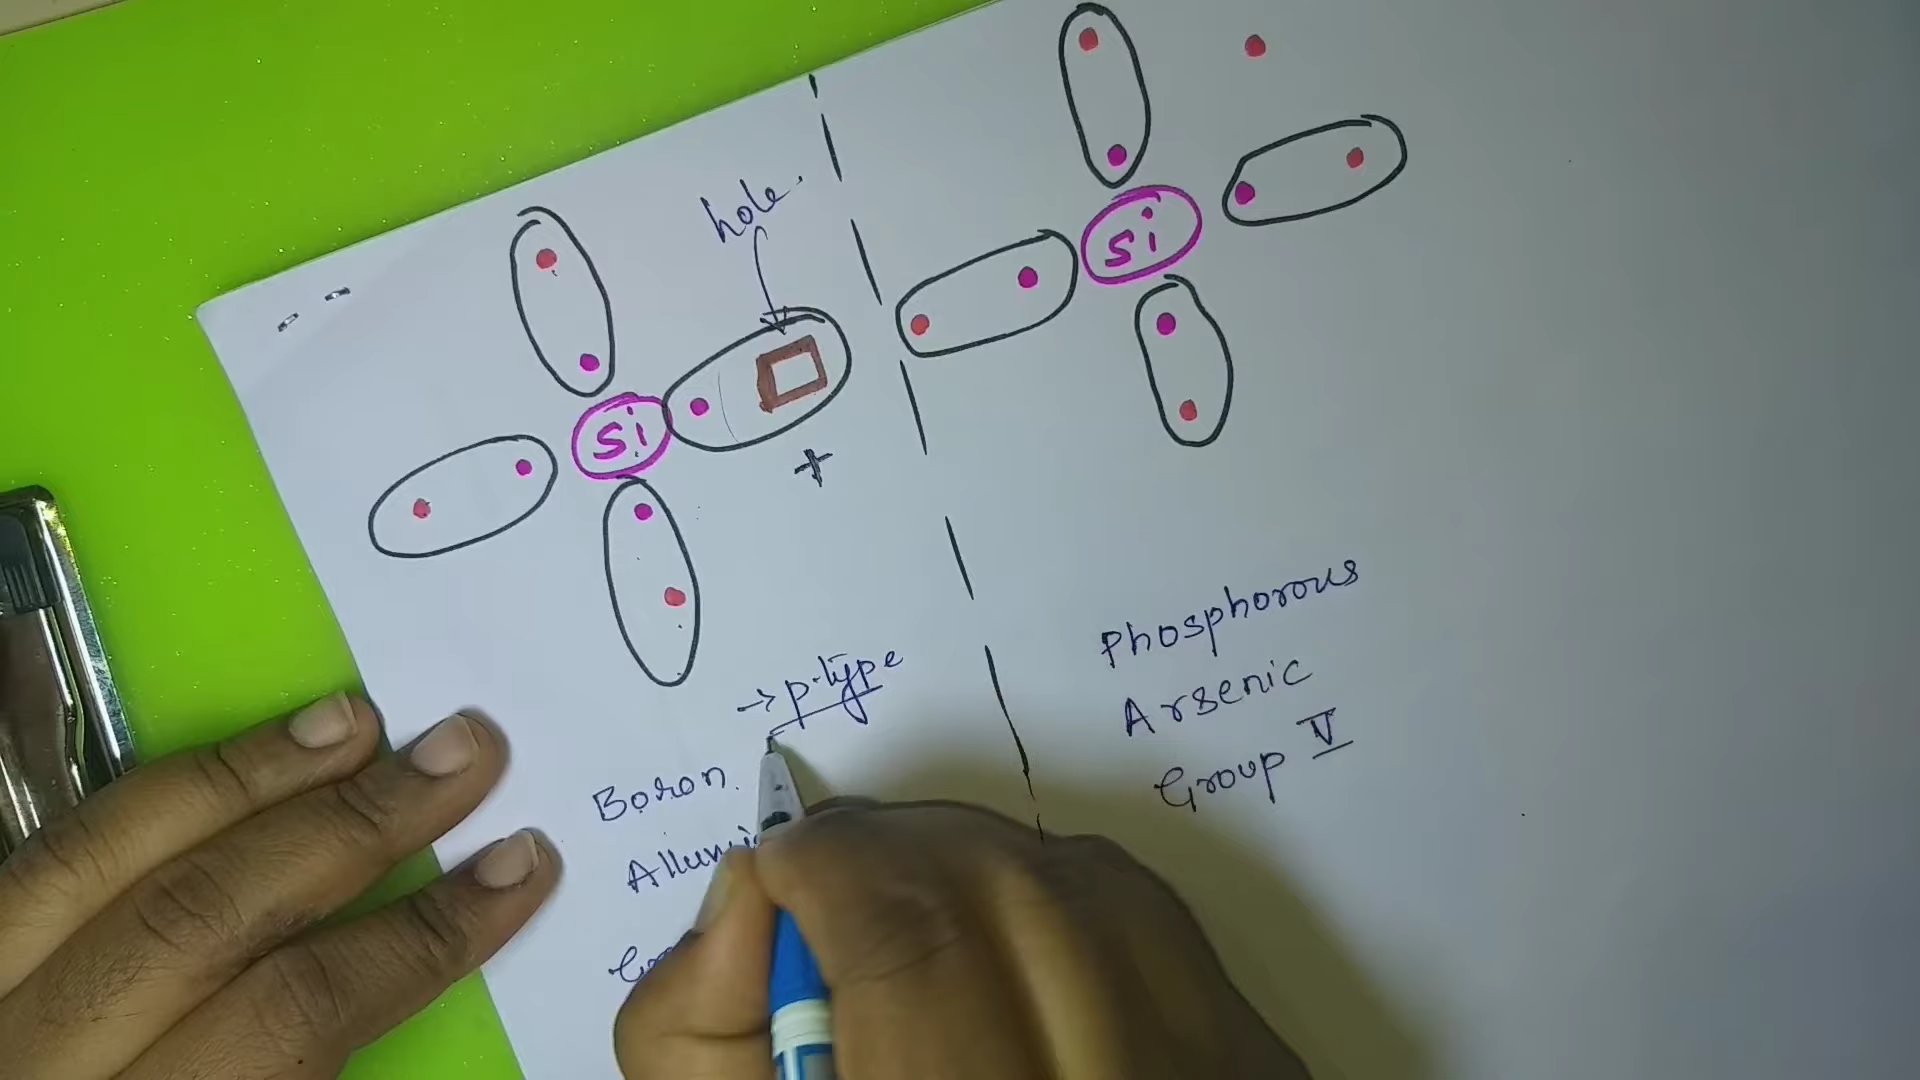 hole.
Si
+
→ p-type
Boron.
Si
Phosphorous
Arsenic
Group V